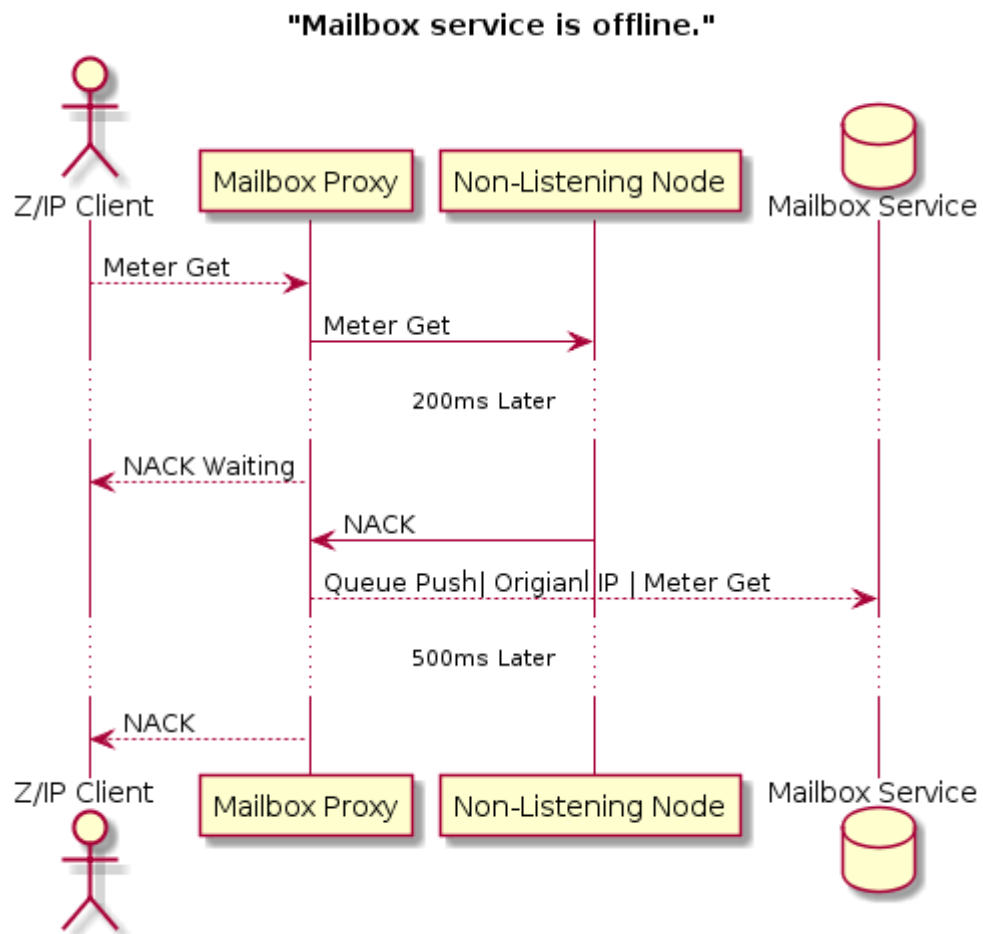 "Mailbox service is offline."
Z/IP Client
Mailbox Proxy
Non-Listening Node
Mailbox Service
Meter Get
Meter Get
200ms Later
NACK Waiting
NACK
Queue Push| Origianl IP | Meter Get
500ms Later
NACK
Z/IP Client
Mailbox Proxy
Non-Listening Node
Mailbox Service